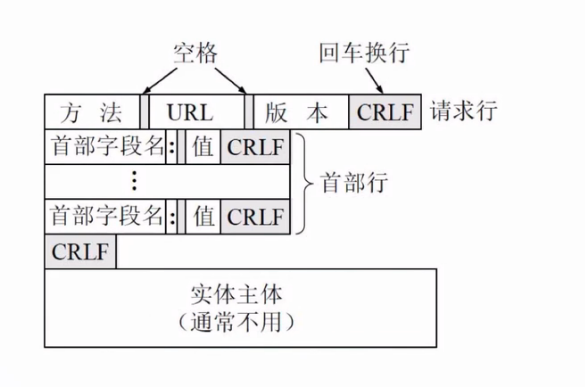 空格 回车换行
方 法 URL 版 本 CRLF 请求行
首部字段名 : 值 CRLF
⋮ 首部行
首部字段名 : 值 CRLF
CRLF
实体主体
（通常不用）